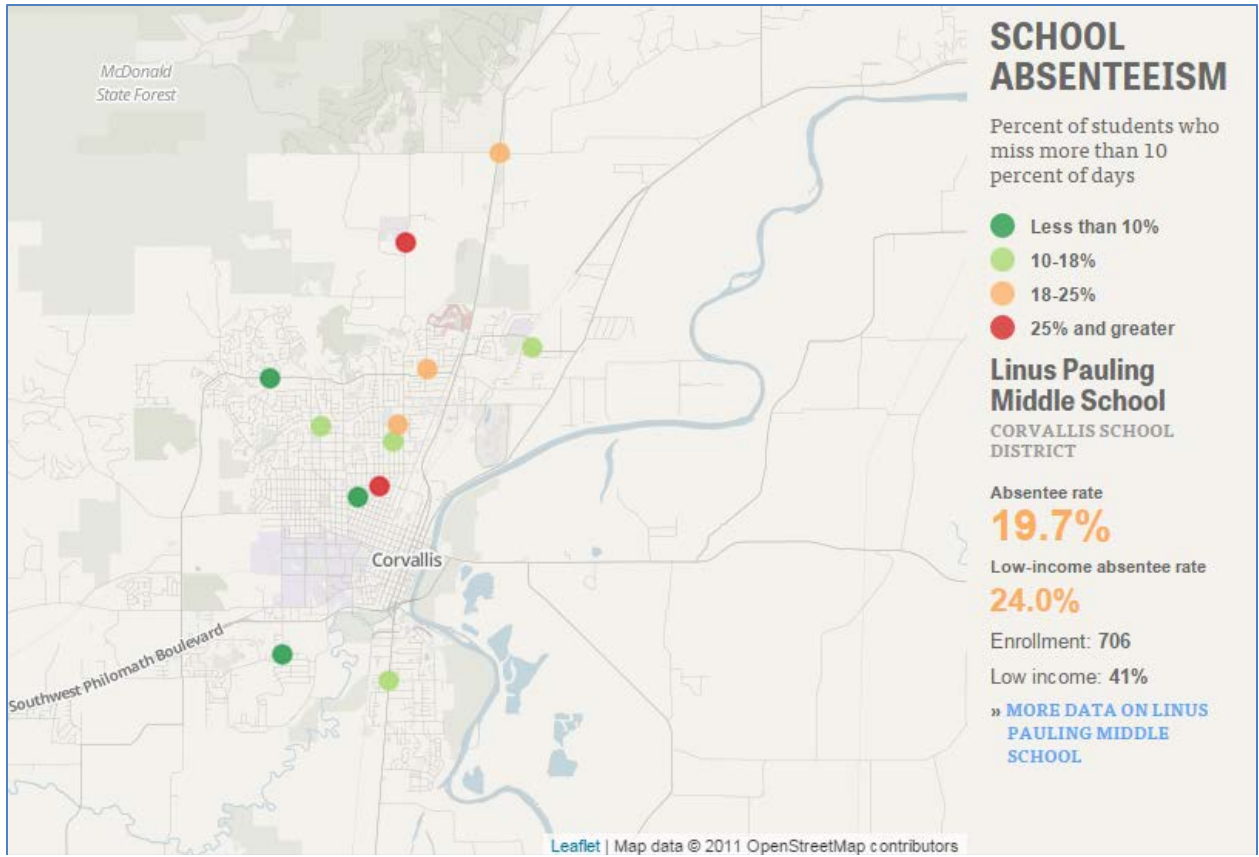 McDonald
State Forest
Corvallis
Southwest Philomath Boulevard
Leaflet | Map data © 2011 OpenStreetMap contributors
SCHOOL
ABSENTEEISM
Percent of students who
miss more than 10
percent of days
Less than 10%
10-18%
18-25%
25% and greater
Linus Pauling
Middle School
CORVALLIS SCHOOL
DISTRICT
Absentee rate
19.7%
Low-income absentee rate
24.0%
Enrollment: 706
Low income: 41%
» MORE DATA ON LINUS
PAULING MIDDLE
SCHOOL